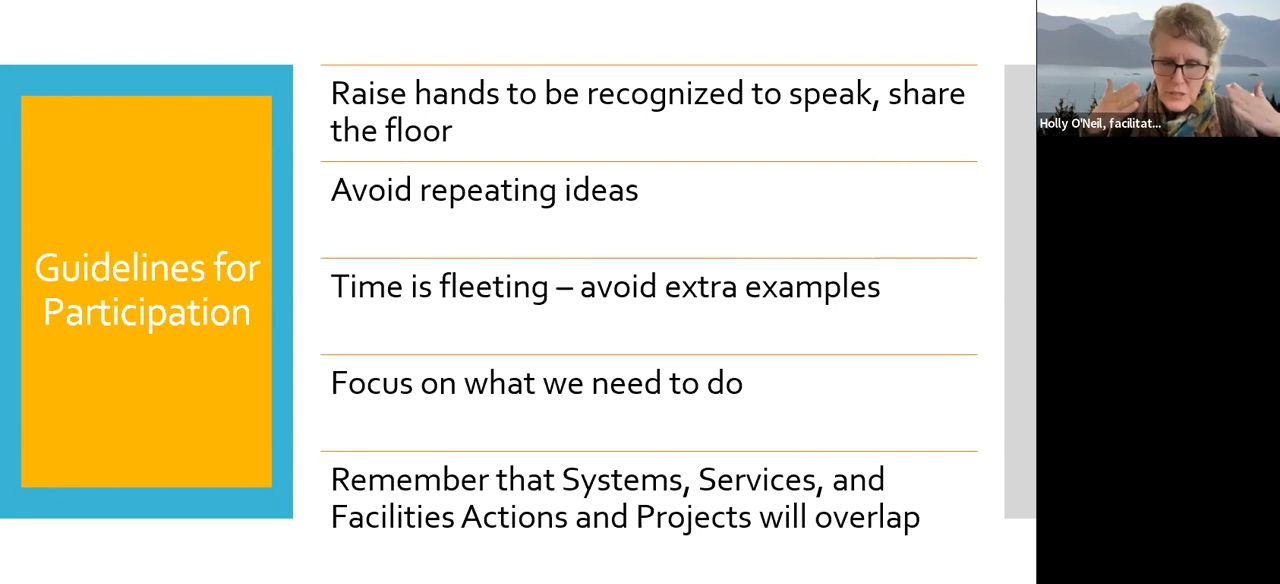 Guidelines for
Participation
Raise hands to be recognized to speak, share
the floor
Avoid repeating ideas
Time is fleeting – avoid extra examples
Focus on what we need to do
Remember that Systems, Services, and
Facilities Actions and Projects will overlap
Holly O'Neil, facilitat...